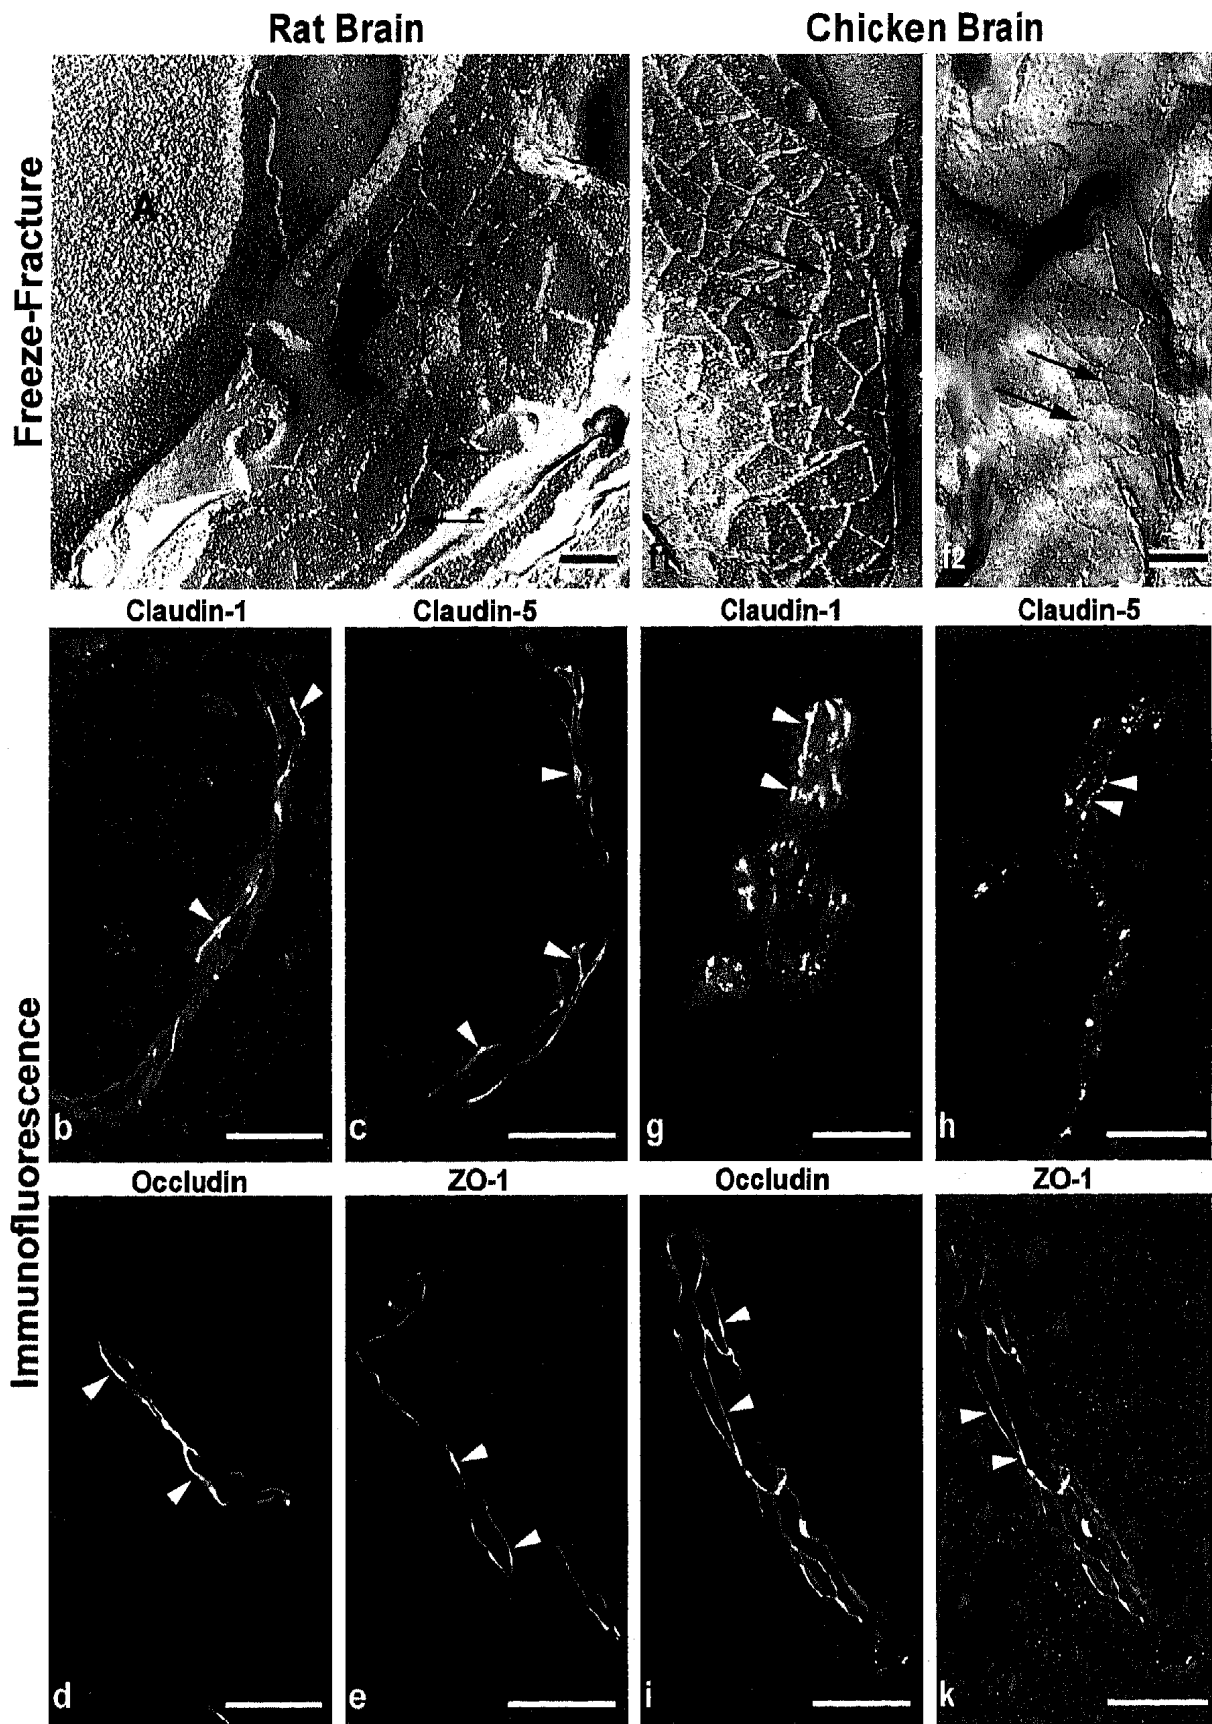 Rat Brain
Chicken Brain
Freeze-Fracture
A
f1
f2
Claudin-1
Claudin-5
Claudin-1
Claudin-5
Immunofluorescence
b
c
g
h
Occludin
ZO-1
Occludin
ZO-1
d
e
i
k